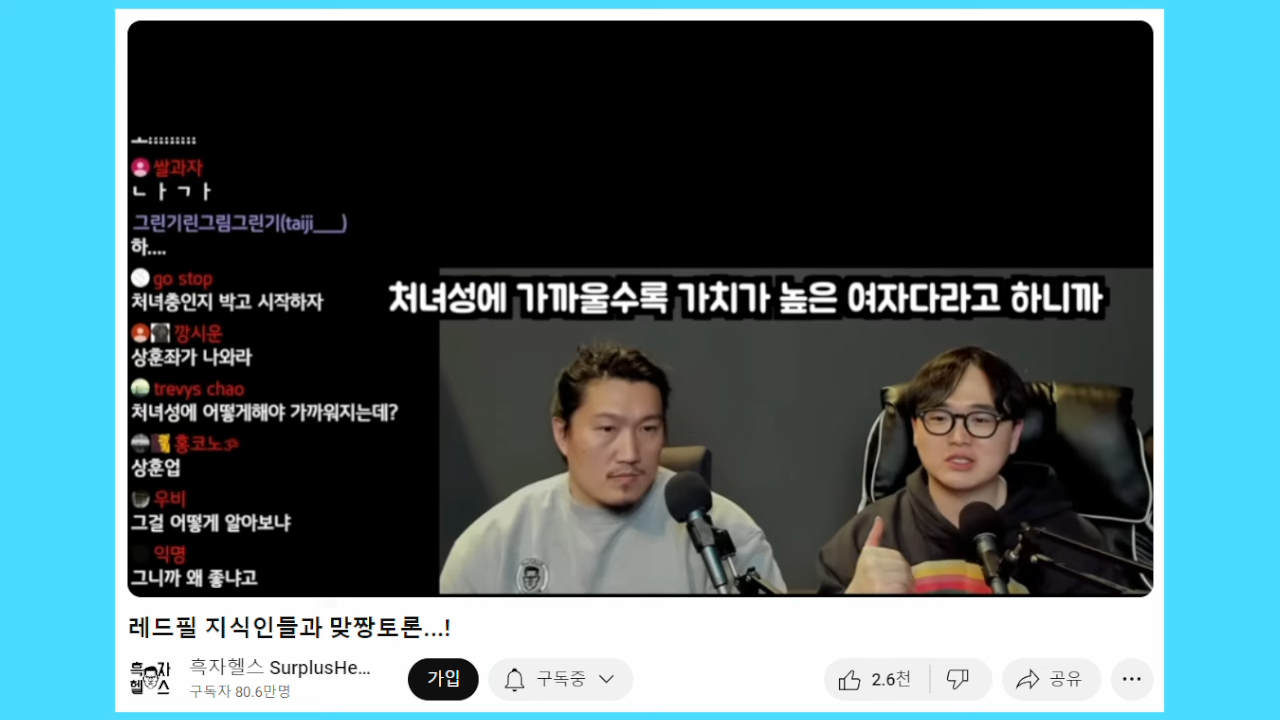 쌀과자
ㄴㅏㄱㅏ
그린기린그림그린기(taiji___)
하....
go stop
처녀충인지 박고 시작하자
깡시운
상훈좌가 나와라
trevys chao
처녀성에 어떻게해야 가까워지는데?
홍코노
상훈업
우비
그걸 어떻게 알아보냐
익명
그니까 왜 좋냐고
처녀성에 가까울수록 가치가 높은 여자다라고 하니까
레드필 지식인들과 맞짱토론...!
흑자헬스
흑자헬스 SurplusHe...
구독자 80.6만명
가입
구독중
2.6천
공유